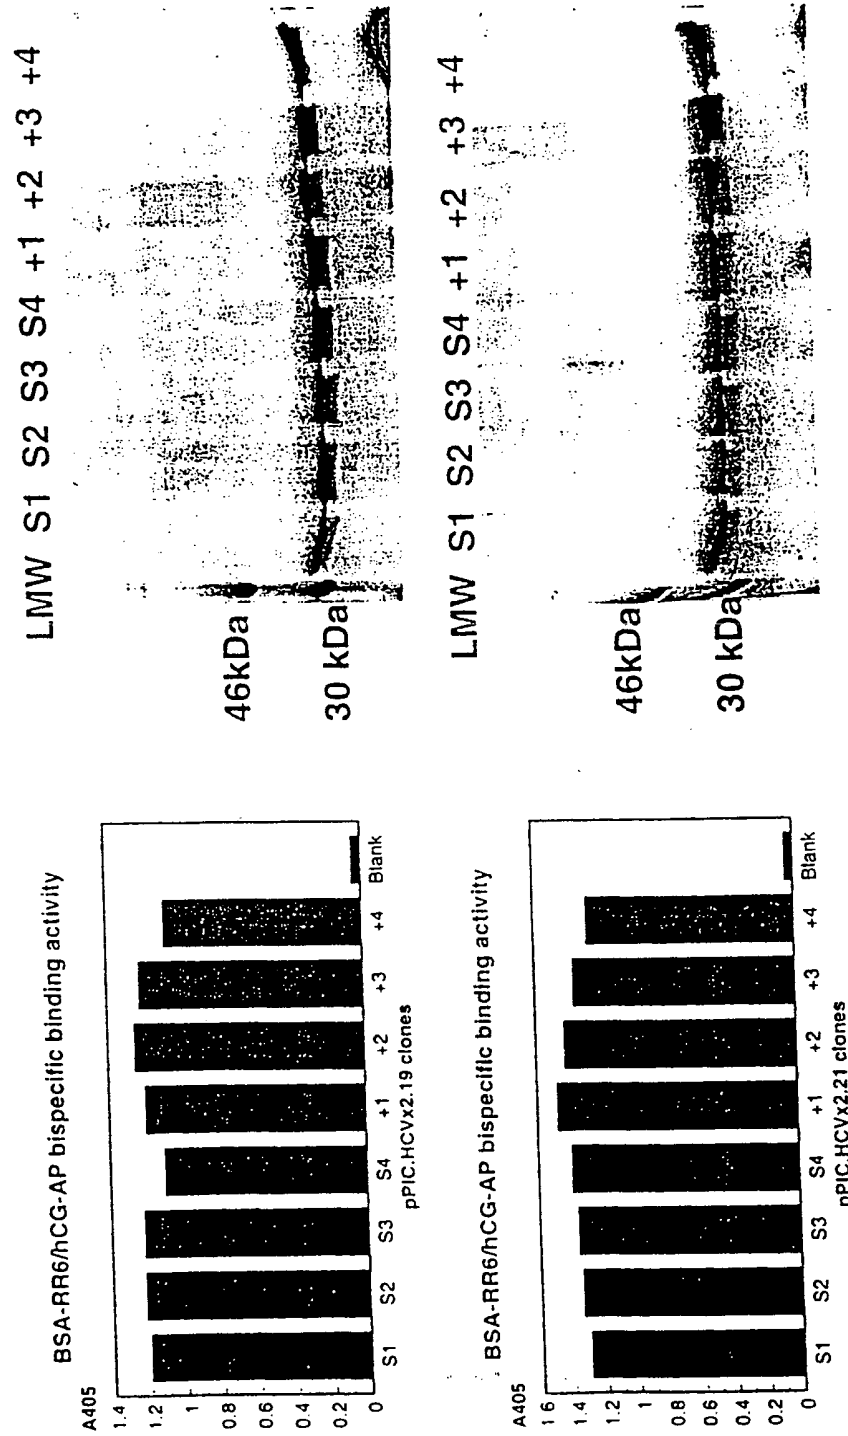 LMW S1 S2 S3 S4 +1 +2 +3 +4
46kDa
30 kDa
LMW S1 S2 S3 S4 +1 +2 +3 +4
46kDa
30 kDa
BSA-RR6/hCG-AP bispecific binding activity
A405
1.4
1.2
1
0.8
0.6
0.4
0.2
0
S1 S2 S3 S4 +1 +2 +3 +4 Blank
pPIC.HCVx2.19 clones
BSA-RR6/hCG-AP bispecific binding activity
A405
1 6
1.4
1.2
1
0.8
0.6
0.4
0.2
0
S1 S2 S3 S4 +1 +2 +3 +4 Blank
pPIC.HCVx2.21 clones